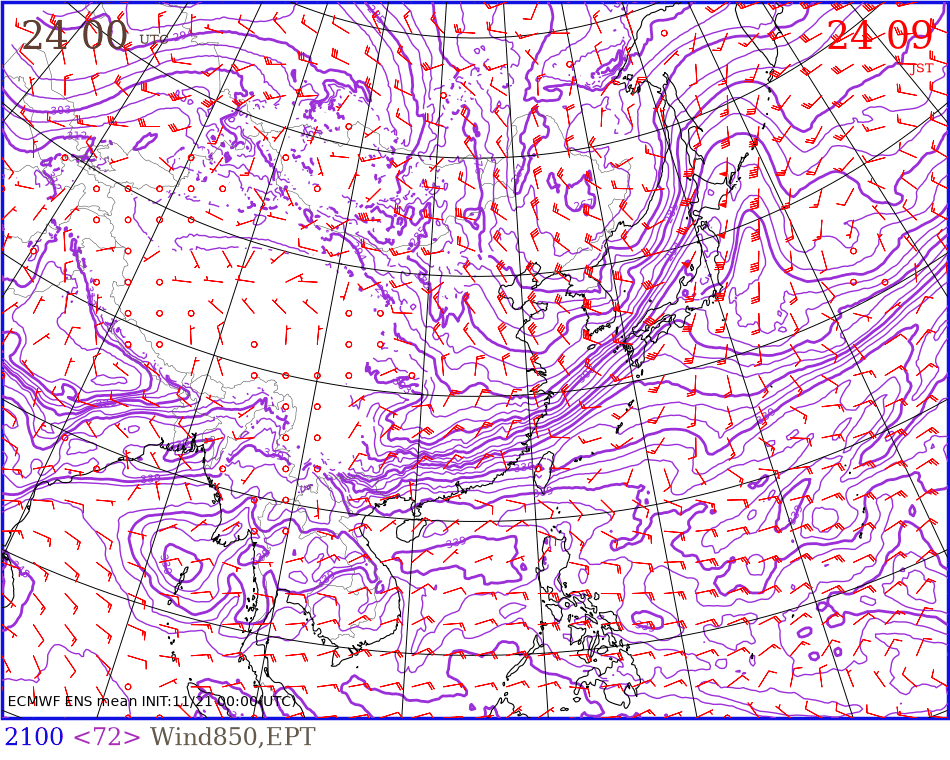 24 00 UTC
24 09 JST
ECMWF ENS mean INIT:11/21 00:00(UTC)
2100 <72> Wind850,EPT